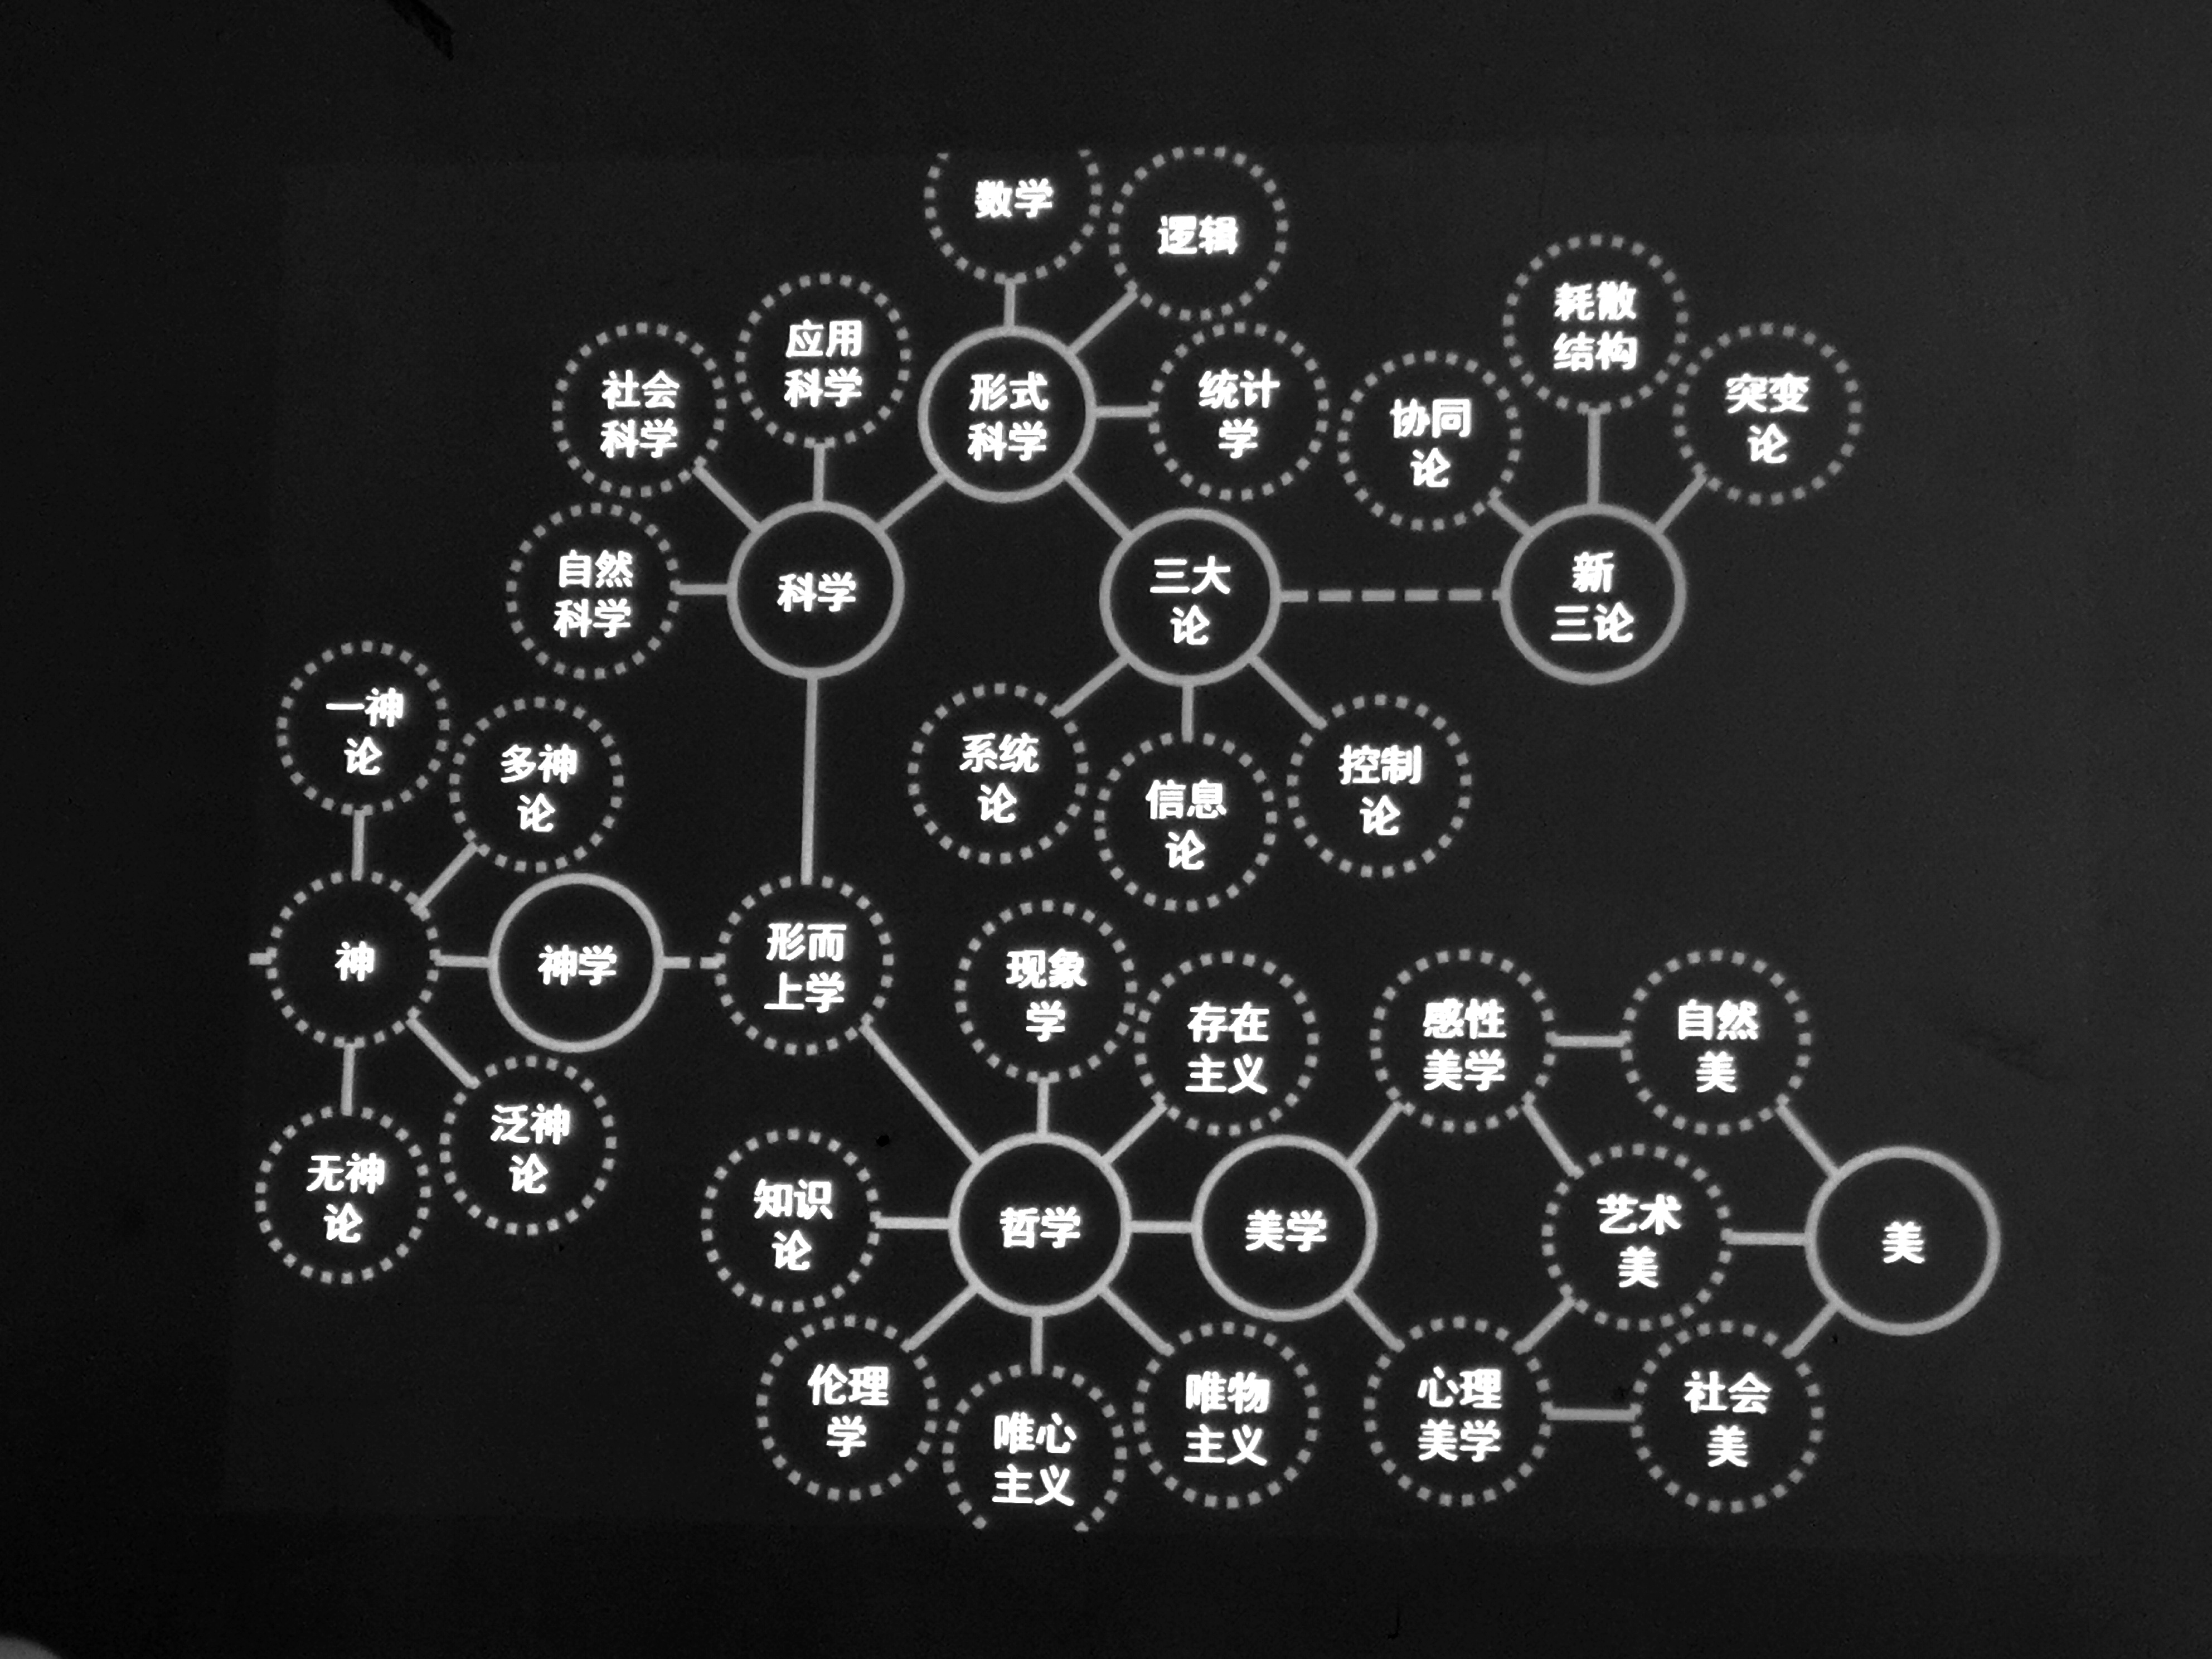 数学
逻辑
耗散
结构
应用
科学
社会
科学
形式
科学
统计
学
协同
论
突变
论
自然
科学
科学
三大
论
新
三论
一神
论
多神
论
系统
论
信息
论
控制
论
神
神学
形而
上学
现象
学
存在
主义
感性
美学
自然
美
无神
论
泛神
论
知识
论
哲学
美学
艺术
美
美
伦理
学
唯心
主义
唯物
主义
心理
美学
社会
美